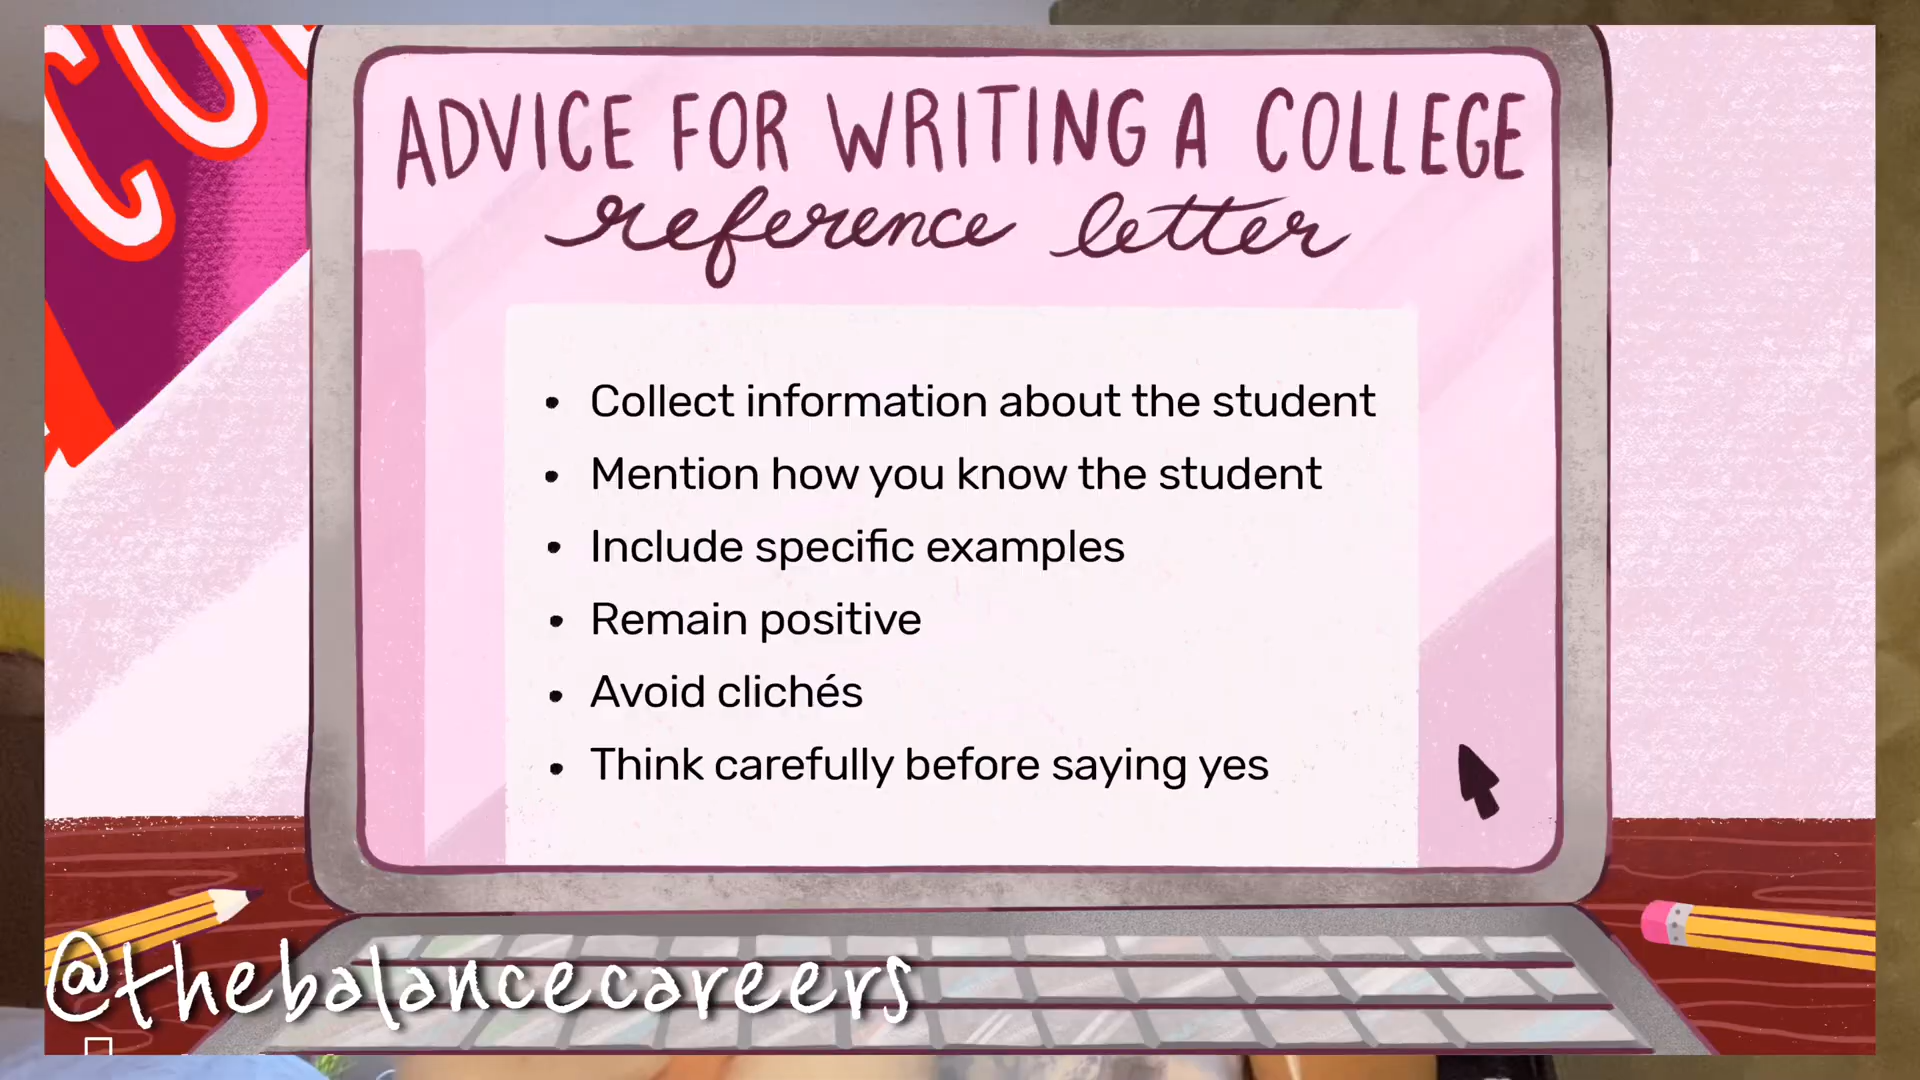 ADVICE FOR WRITING A COLLEGE
reference letter
• Collect information about the student
• Mention how you know the student
• Include specific examples
• Remain positive
• Avoid clichés
• Think carefully before saying yes
@thebalancecareers